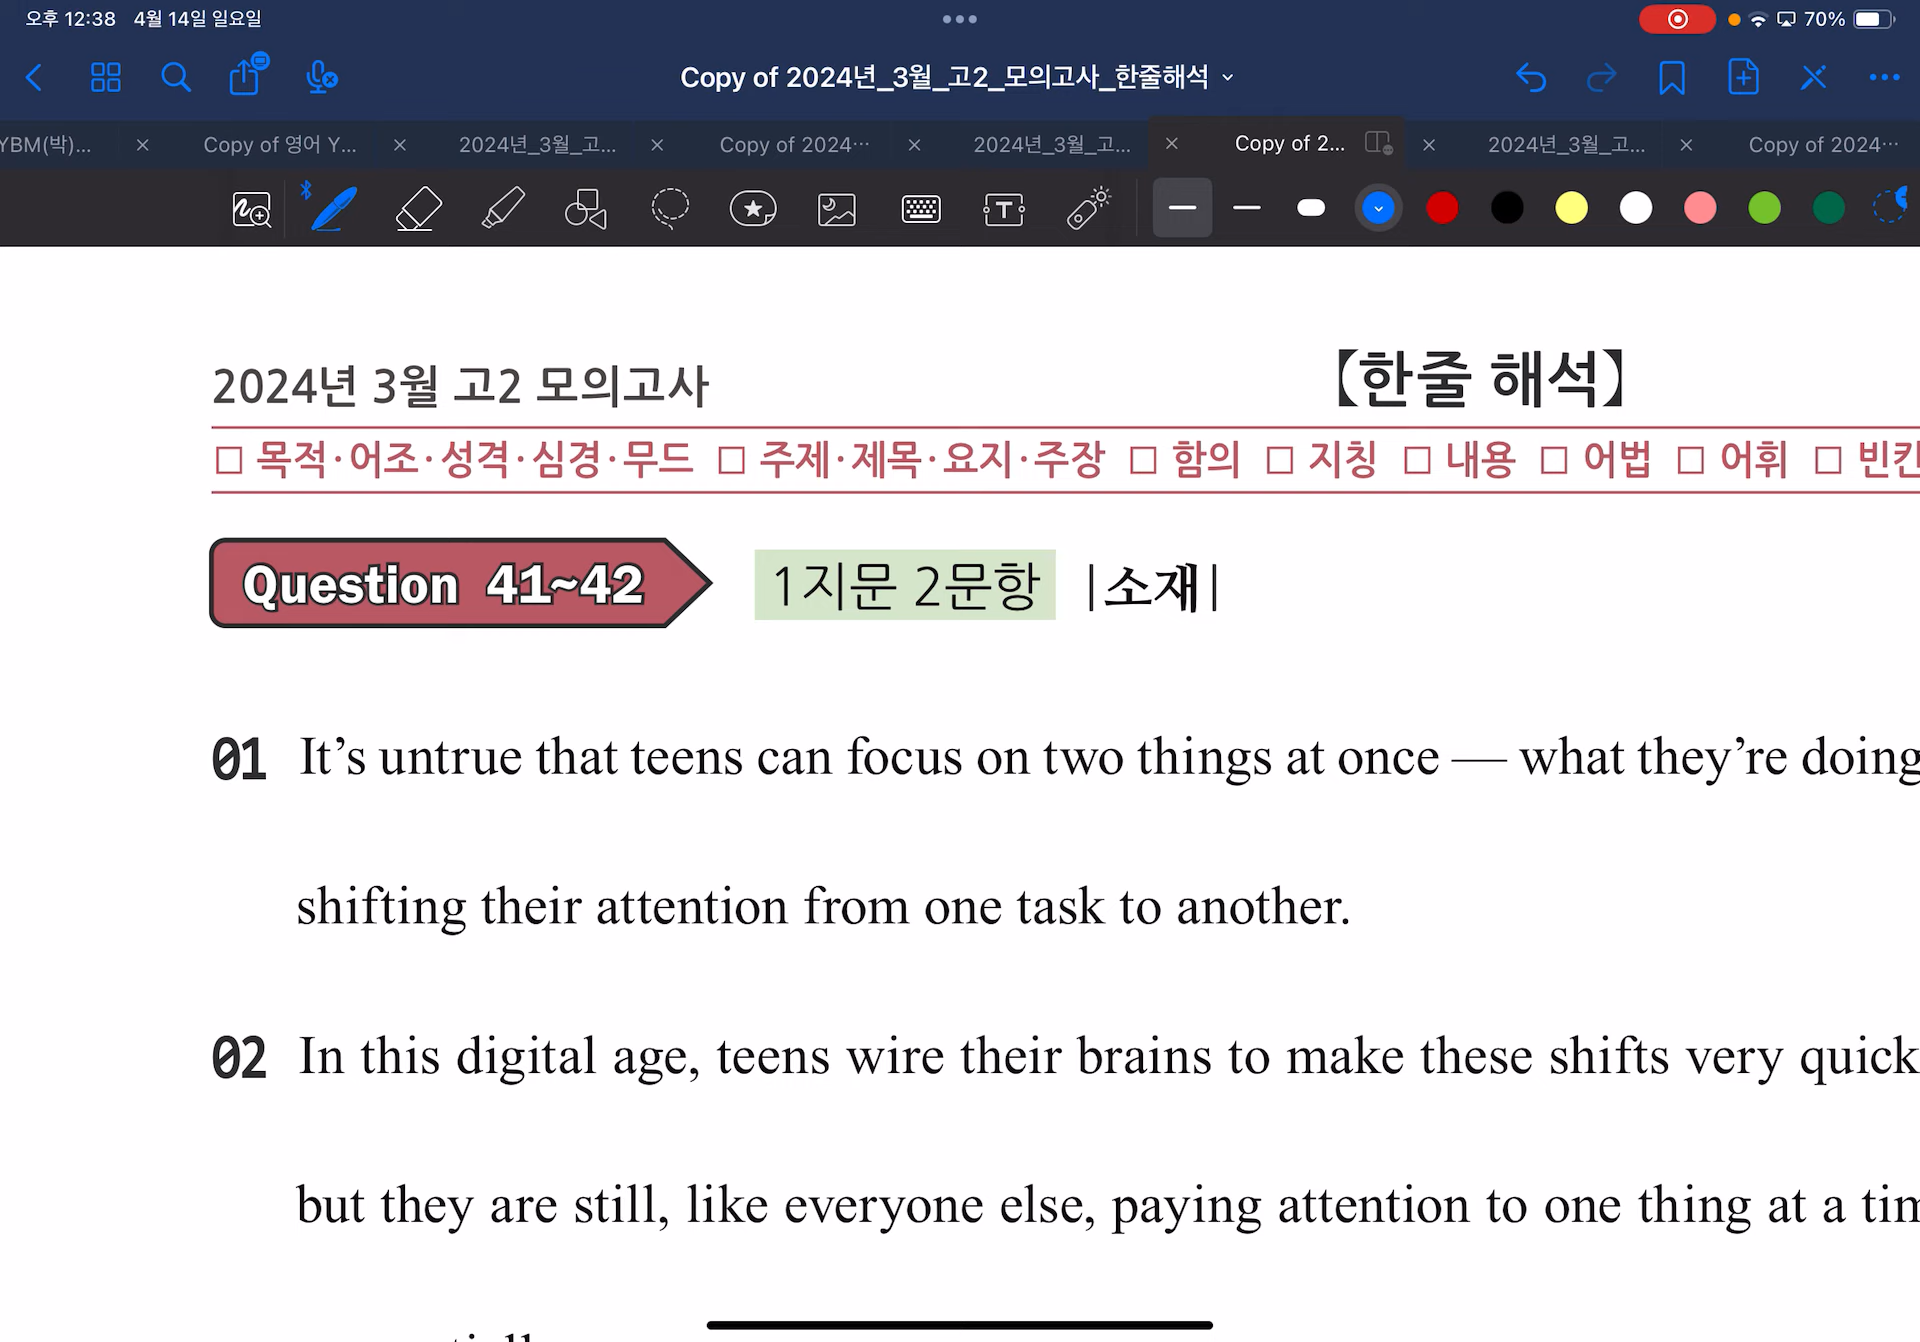 오후 12:38 4월 14일 일요일
70%
Copy of 2024년_3월_고2_모의고사_한줄해석
YBM(박)... Copy of 영어 Y... 2024년_3월_고... Copy of 2024... 2024년_3월_고... Copy of 2... 2024년_3월_고... Copy of 2024...
2024년 3월 고2 모의고사 【한줄 해석】
□ 목적·어조·성격·심경·무드 □ 주제·제목·요지·주장 □ 함의 □ 지칭 □ 내용 □ 어법 □ 어휘 □ 빈칸
Question 41~42 1지문 2문항 |소재|
01 It’s untrue that teens can focus on two things at once — what they’re doing
shifting their attention from one task to another.
02 In this digital age, teens wire their brains to make these shifts very quick
but they are still, like everyone else, paying attention to one thing at a tim